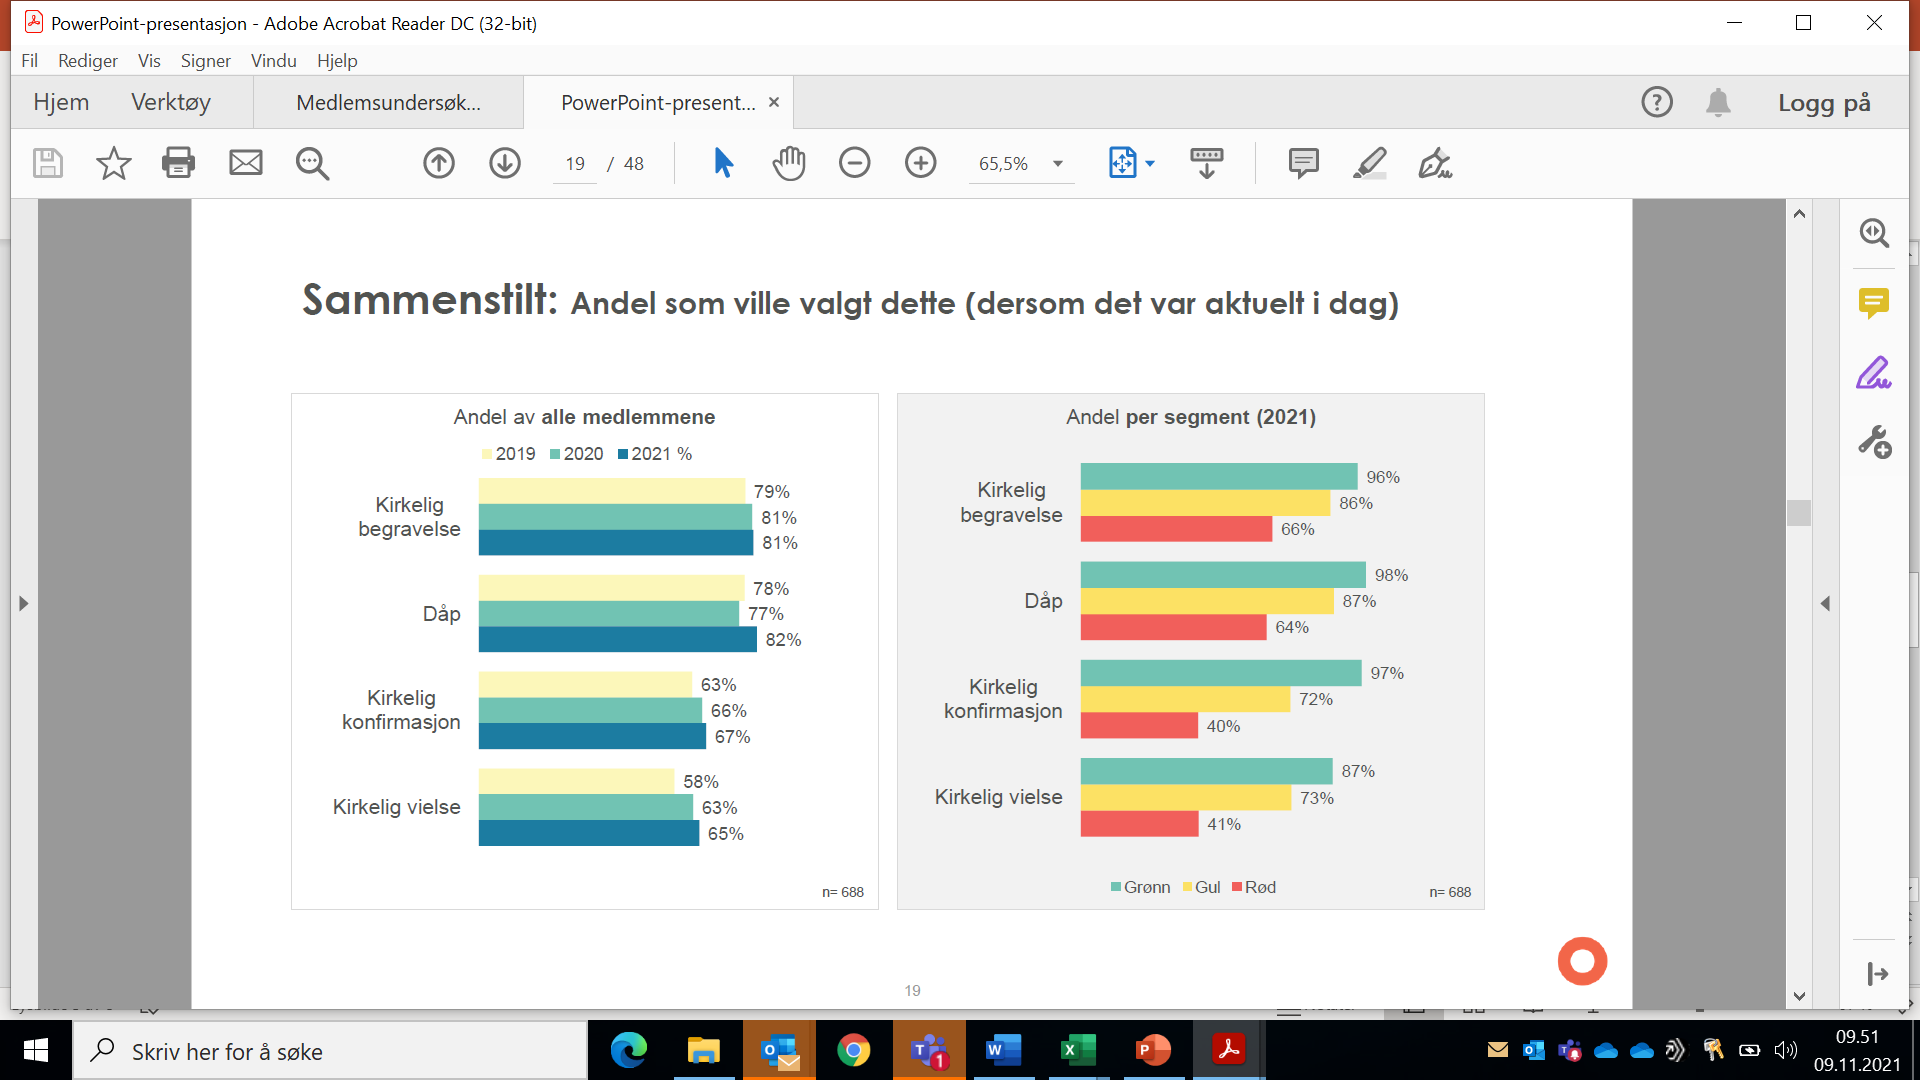 PowerPoint-presentasjon - Adobe Acrobat Reader DC (32-bit)
Fil Rediger Vis Signer Vindu Hjelp
Hjem Verktøy Medlemsundersøk... PowerPoint-present... Logg på
19 / 48 65,5%
Sammenstilt: Andel som ville valgt dette (dersom det var aktuelt i dag)
Andel av alle medlemmene
2019 2020 2021 %
Kirkelig
begravelse
79%
81%
81%
Dåp
78%
77%
82%
Kirkelig
konfirmasjon
63%
66%
67%
Kirkelig vielse
58%
63%
65%
n= 688
Andel per segment (2021)
Kirkelig
begravelse
96%
86%
66%
Dåp
98%
87%
64%
Kirkelig
konfirmasjon
97%
72%
40%
Kirkelig vielse
87%
73%
41%
Grønn Gul Rød
n= 688
19
Skriv her for å søke
1
09.51
09.11.2021